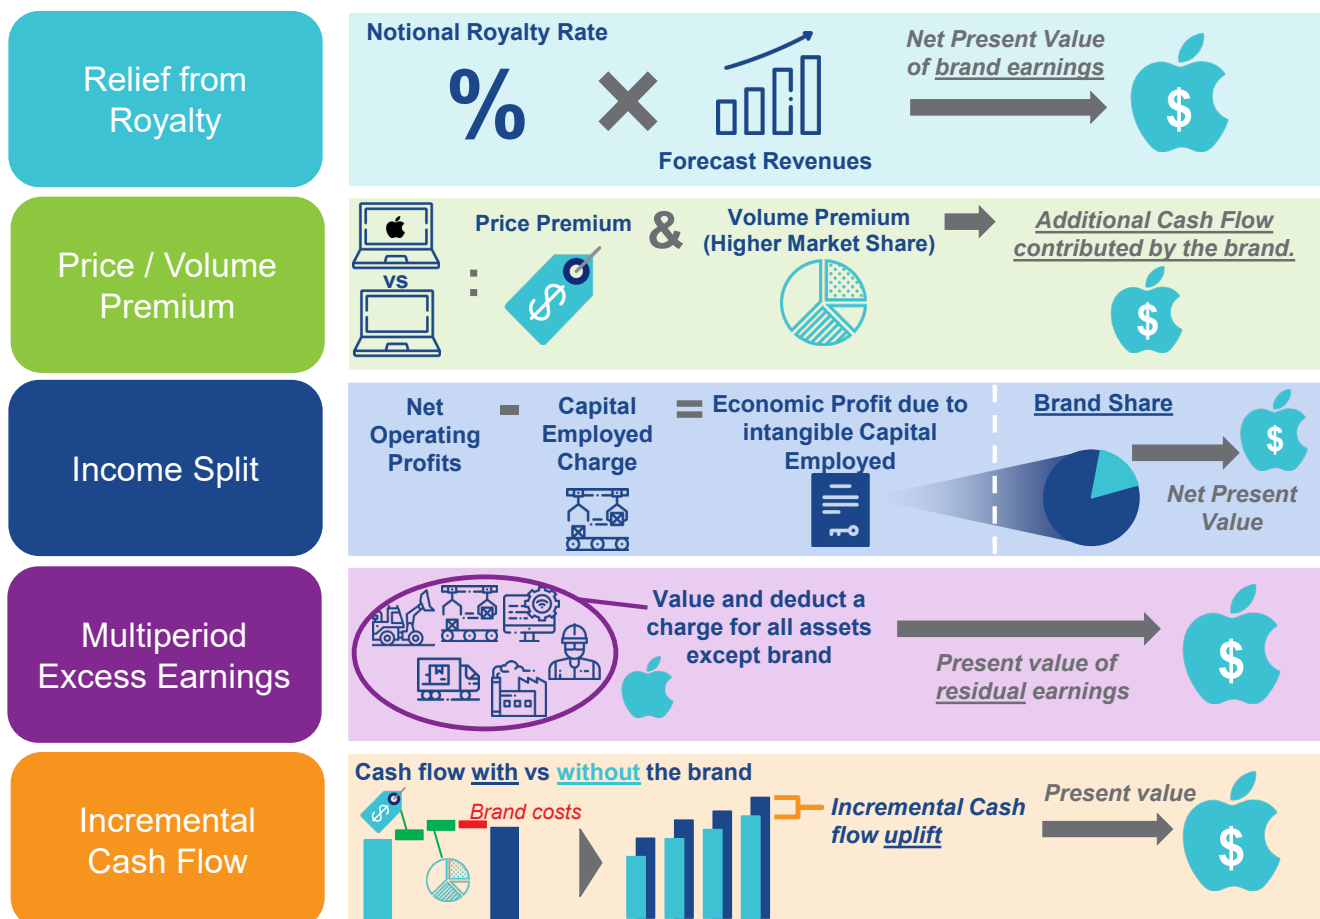 Relief from
Royalty
Notional Royalty Rate
%
Forecast Revenues
Net Present Value
of brand earnings
$
Price / Volume
Premium
vs
:
Price Premium
$
&
Volume Premium
(Higher Market Share)
Additional Cash Flow
contributed by the brand.
$
Income Split
Net
Operating
Profits
-
Capital
Employed
Charge
=
Economic Profit due to
intangible Capital
Employed
Brand Share
$
Net Present
Value
Multiperiod
Excess Earnings
Value and deduct a
charge for all assets
except brand
Present value of
residual earnings
$
Incremental
Cash Flow
Cash flow with vs without the brand
$
Brand costs
Incremental Cash
flow uplift
Present value
$